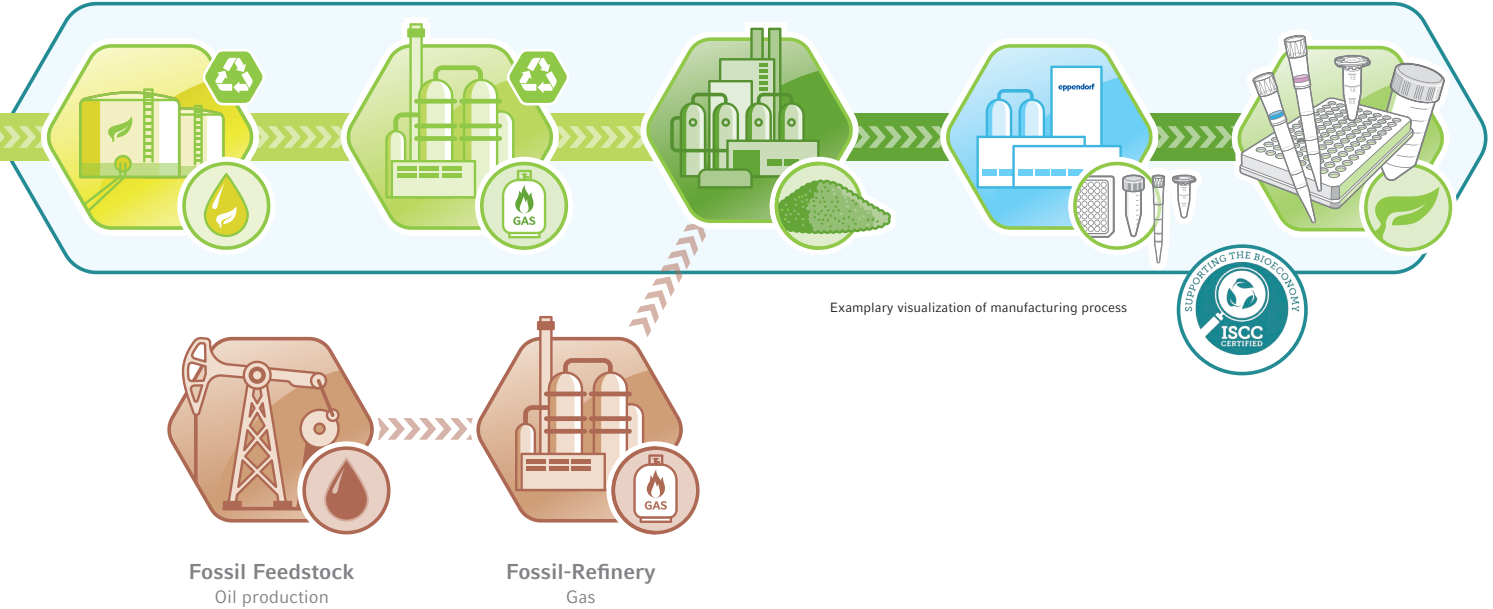 eppendorf
GAS
Examplary visualization of manufacturing process
SUPPORTING THE BIOECONOMY
ISCC
CERTIFIED
GAS
Fossil Feedstock
Oil production
Fossil-Refinery
Gas